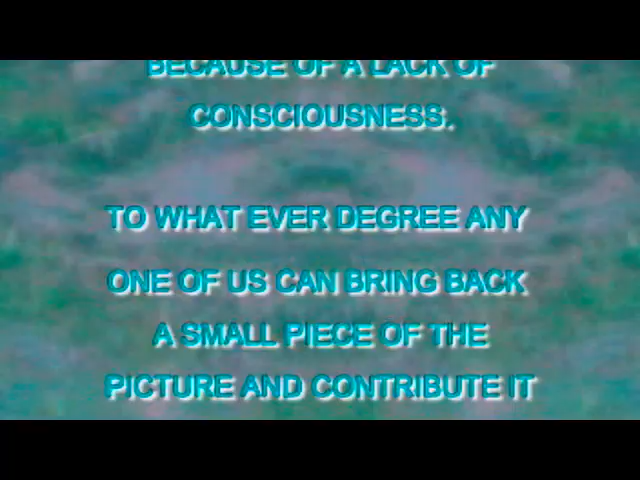 BECAUSE OF A LACK OF
CONSCIOUSNESS.
TO WHAT EVER DEGREE ANY
ONE OF US CAN BRING BACK
A SMALL PIECE OF THE
PICTURE AND CONTRIBUTE IT